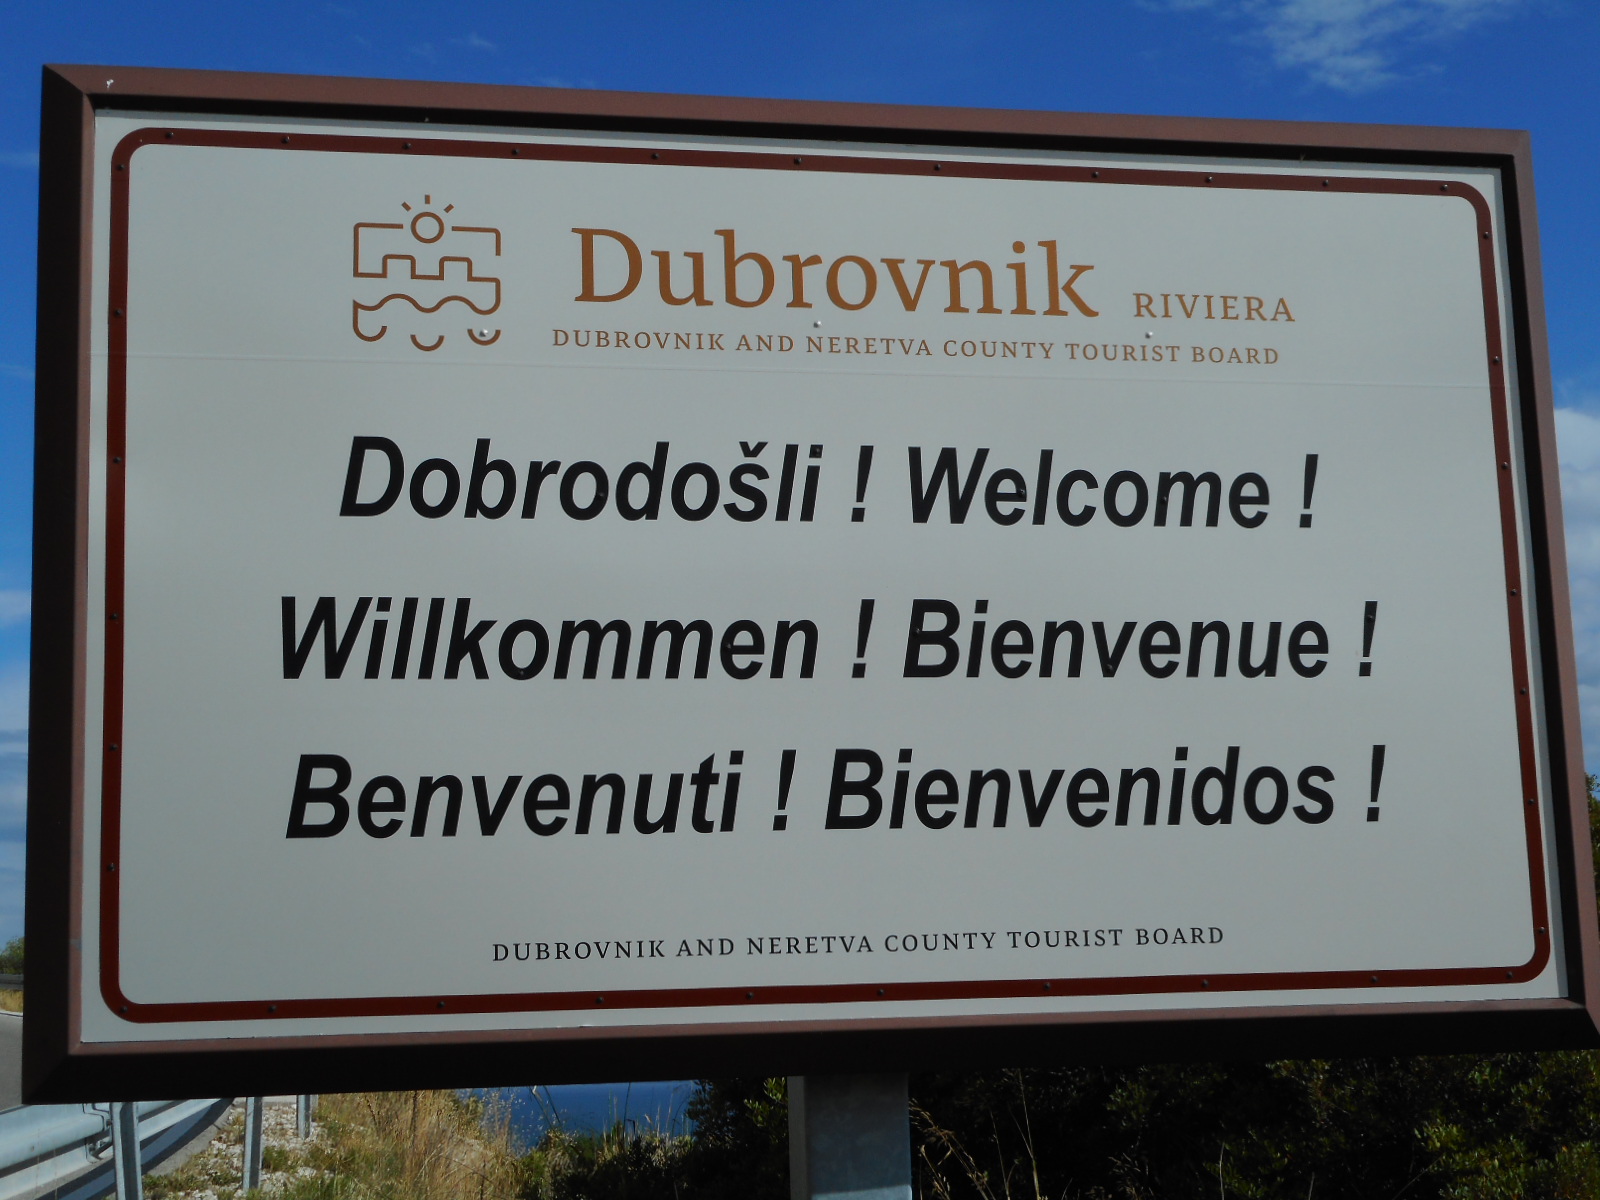 Dubrovnik RIVIERA
DUBROVNIK AND NERETVA COUNTY TOURIST BOARD
Dobrodošli ! Welcome !
Willkommen ! Bienvenue !
Benvenuti ! Bienvenidos !
DUBROVNIK AND NERETVA COUNTY TOURIST BOARD